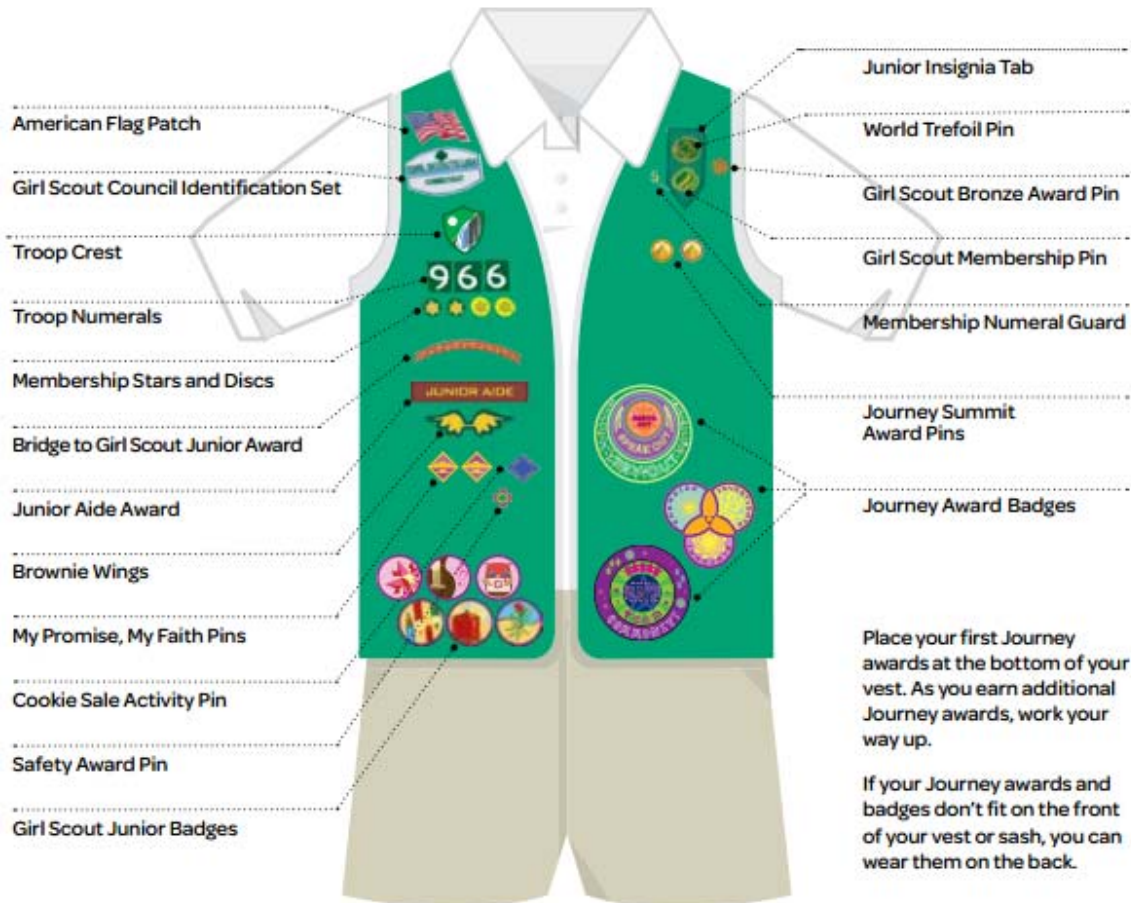 American Flag Patch
Girl Scout Council Identification Set
Troop Crest
Troop Numerals
Membership Stars and Discs
Bridge to Girl Scout Junior Award
Junior Aide Award
Brownie Wings
My Promise, My Faith Pins
Cookie Sale Activity Pin
Safety Award Pin
Girl Scout Junior Badges
966
JUNIOR AIDE
5
SPEAK OUT
COMMUNITY
Junior Insignia Tab
World Trefoil Pin
Girl Scout Bronze Award Pin
Girl Scout Membership Pin
Membership Numeral Guard
Journey Summit
Award Pins
Journey Award Badges
Place your first Journey
awards at the bottom of your
vest. As you earn additional
Journey awards, work your
way up.
If your Journey awards and
badges don't fit on the front
of your vest or sash, you can
wear them on the back.